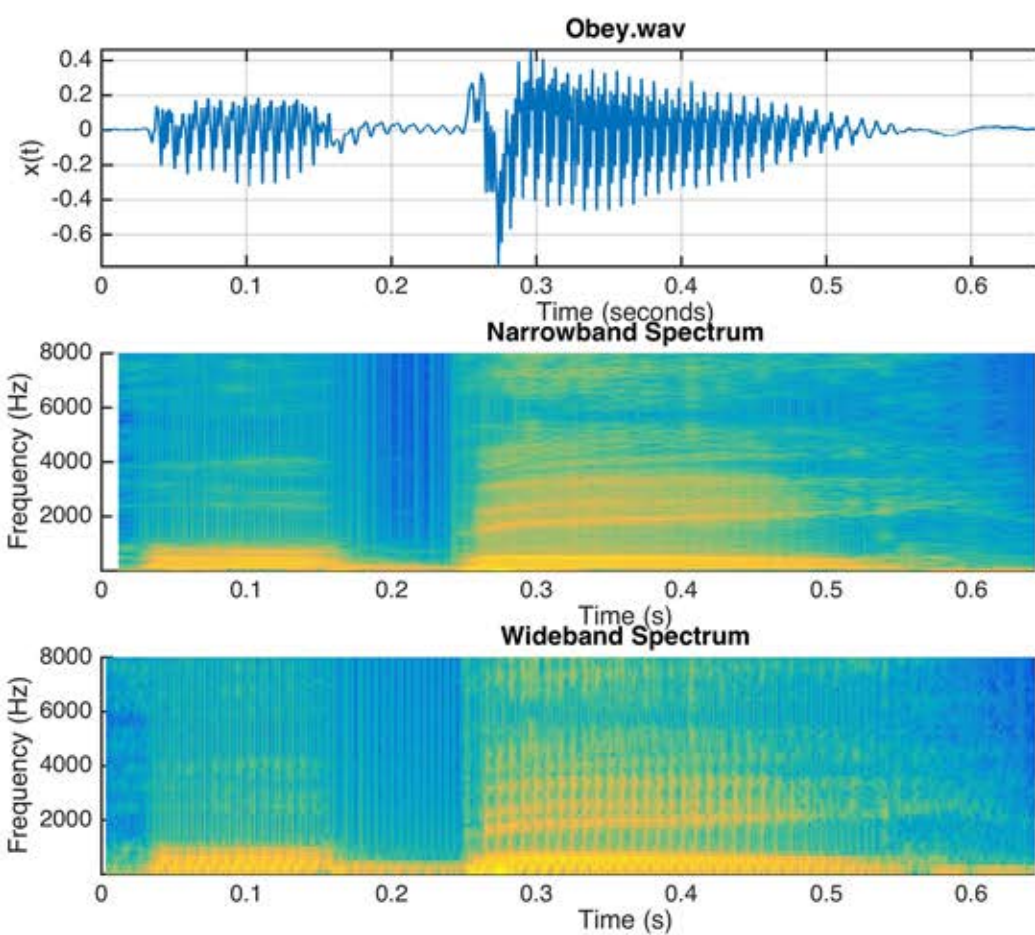 Obey.wav
0.4
0.2
0
-0.2
-0.4
-0.6
x(t)
0 0.1 0.2 0.3 0.4 0.5 0.6
Time (seconds)
Narrowband Spectrum
8000
6000
4000
2000
Frequency (Hz)
0 0.1 0.2 0.3 0.4 0.5 0.6
Time (s)
Wideband Spectrum
8000
6000
4000
2000
Frequency (Hz)
0 0.1 0.2 0.3 0.4 0.5 0.6
Time (s)